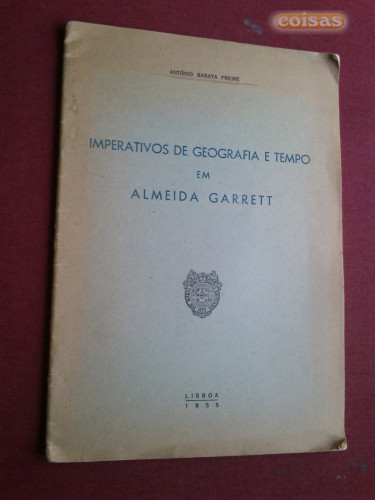 coisas
ANTÓNIO BARATA FREIRE
IMPERATIVOS DE GEOGRAFIA E TEMPO
EM
ALMEIDA GARRETT
LISBOA
1955